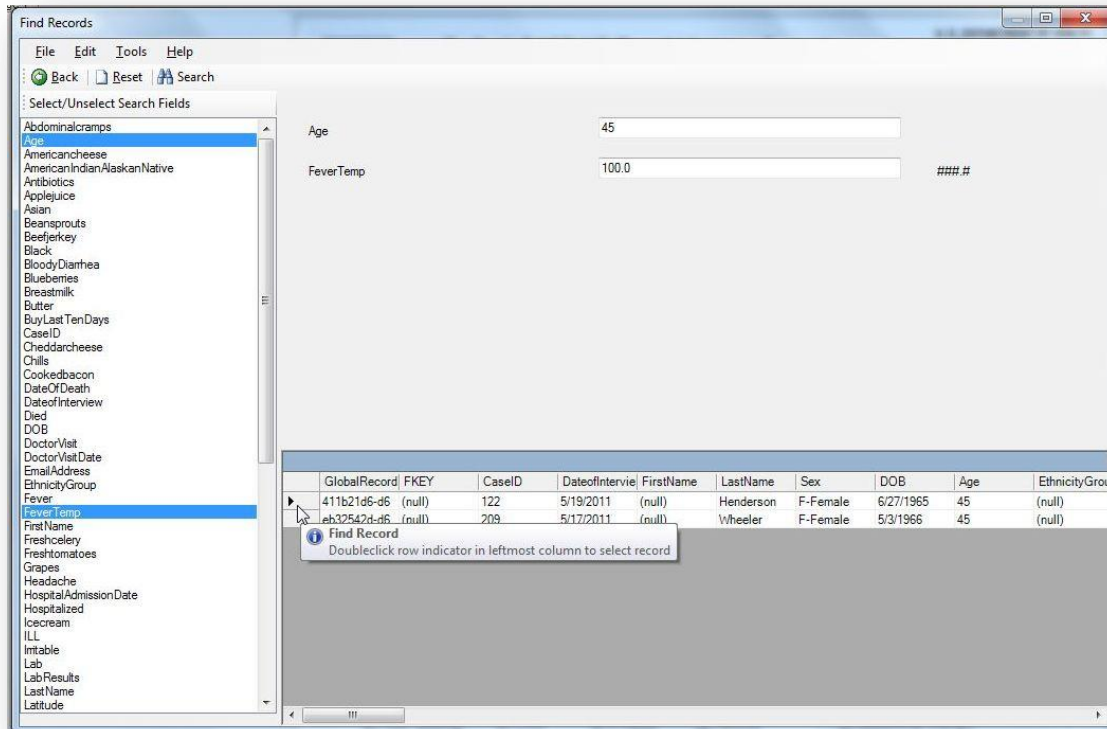 Find Records
File Edit Tools Help
Back Reset Search
Select/Unselect Search Fields
Abdominalcramps
Age
Americancheese
AmericanIndianAlaskanNative
Antibiotics
Applejuice
Asian
Beansprouts
Beefjerkey
Black
BloodyDiarrhea
Blueberries
Breastmilk
Butter
BuyLastTenDays
CaseID
Cheddarcheese
Chills
Cookedbacon
DateOfDeath
DateofInterview
Died
DOB
DoctorVisit
DoctorVisitDate
EmailAddress
EthnicityGroup
Fever
FeverTemp
FirstName
Freshcelery
Freshtomatoes
Grapes
Headache
HospitalAdmissionDate
Hospitalized
Icecream
ILL
Irritable
Lab
LabResults
LastName
Latitude
Age 45
FeverTemp 100.0 ###.#
GlobalRecord FKEY CaseID DateofIntervie FirstName LastName Sex DOB Age EthnicityGrou
411b21d6-d6 (null) 122 5/19/2011 (null) Henderson F-Female 6/27/1965 45 (null)
eb32542d-d6 (null) 209 5/17/2011 (null) Wheeler F-Female 5/3/1966 45 (null)
Find Record
Doubleclick row indicator in leftmost column to select record